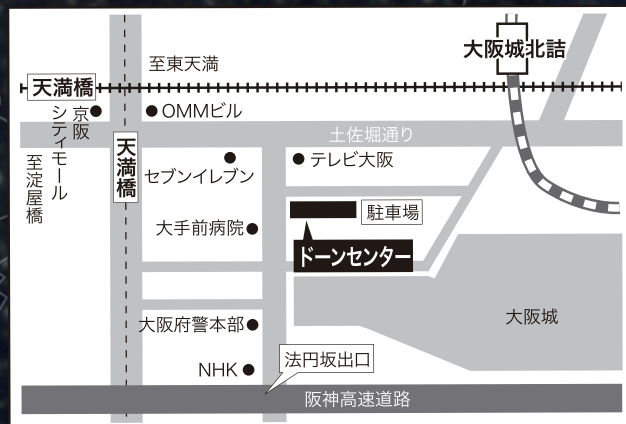 大阪城北詰
至東天満
天満橋
京阪
シティモール
OMMビル
土佐堀通り
天満橋
至淀屋橋
セブンイレブン
テレビ大阪
駐車場
大手前病院
ドーンセンター
大阪府警本部
大阪城
法円坂出口
NHK
阪神高速道路